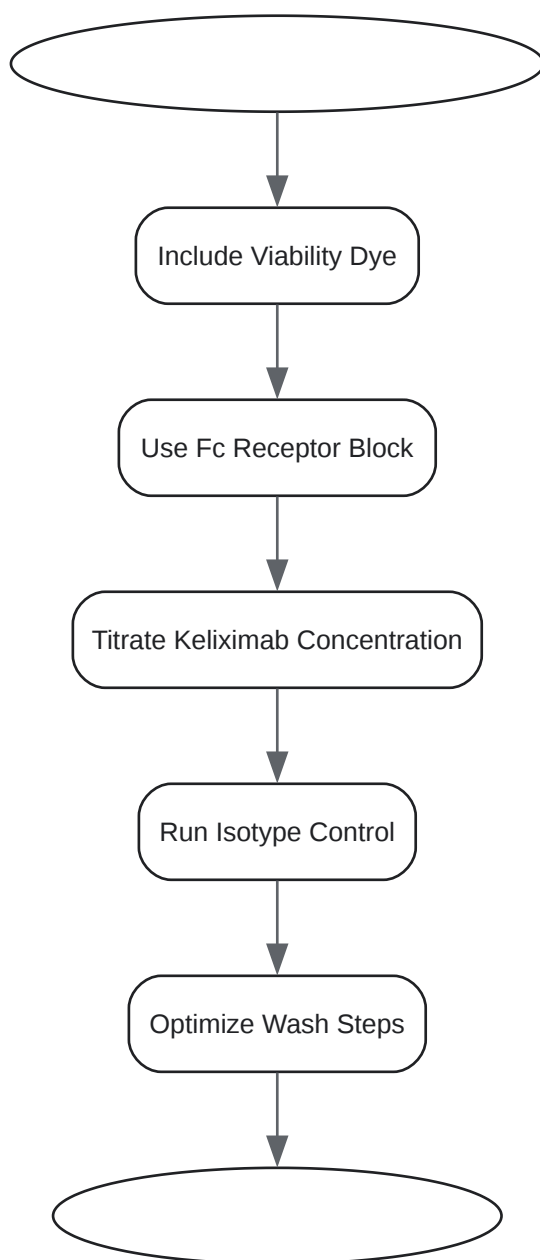 Include Viability Dye
Use Fc Receptor Block
Titrate Keliximab Concentration
Run Isotype Control
Optimize Wash Steps